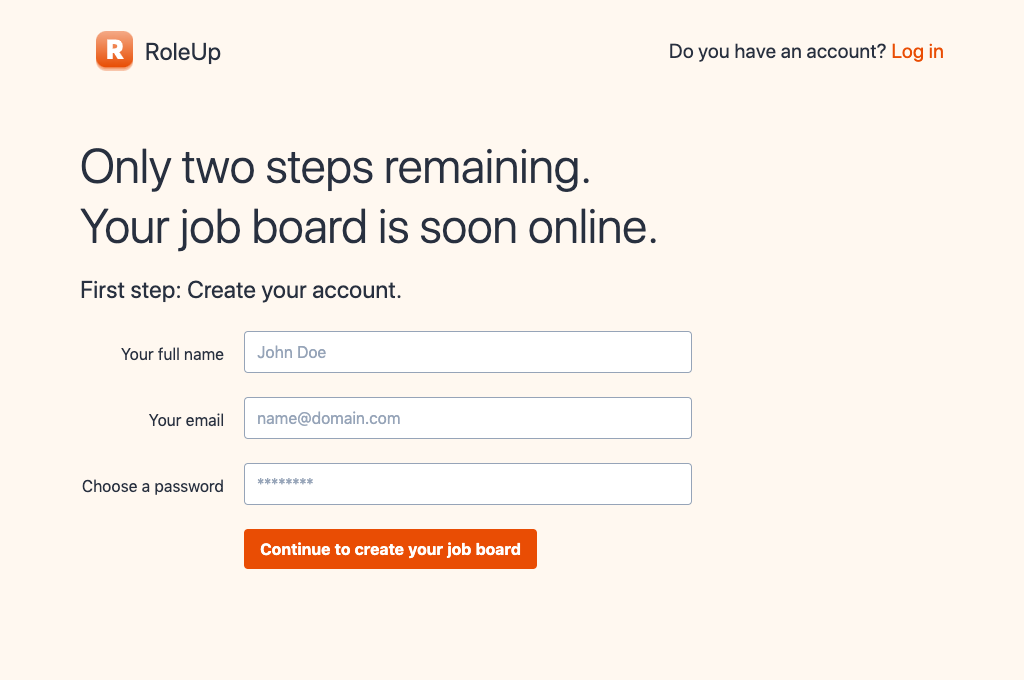 R RoleUp
Do you have an account? Log in
Only two steps remaining.
Your job board is soon online.
First step: Create your account.
Your full name
John Doe
Your email
name@domain.com
Choose a password
********
Continue to create your job board